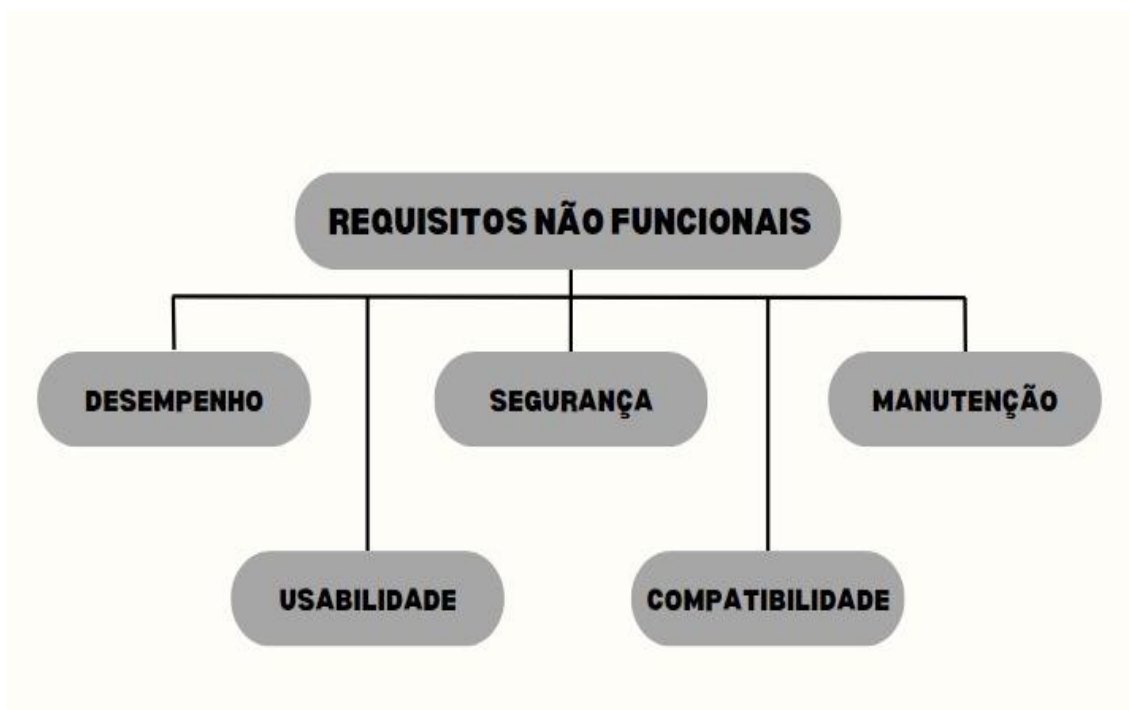 REQUISITOS NÃO FUNCIONAIS
DESEMPENHO
SEGURANÇA
MANUTENÇÃO
USABILIDADE
COMPATIBILIDADE